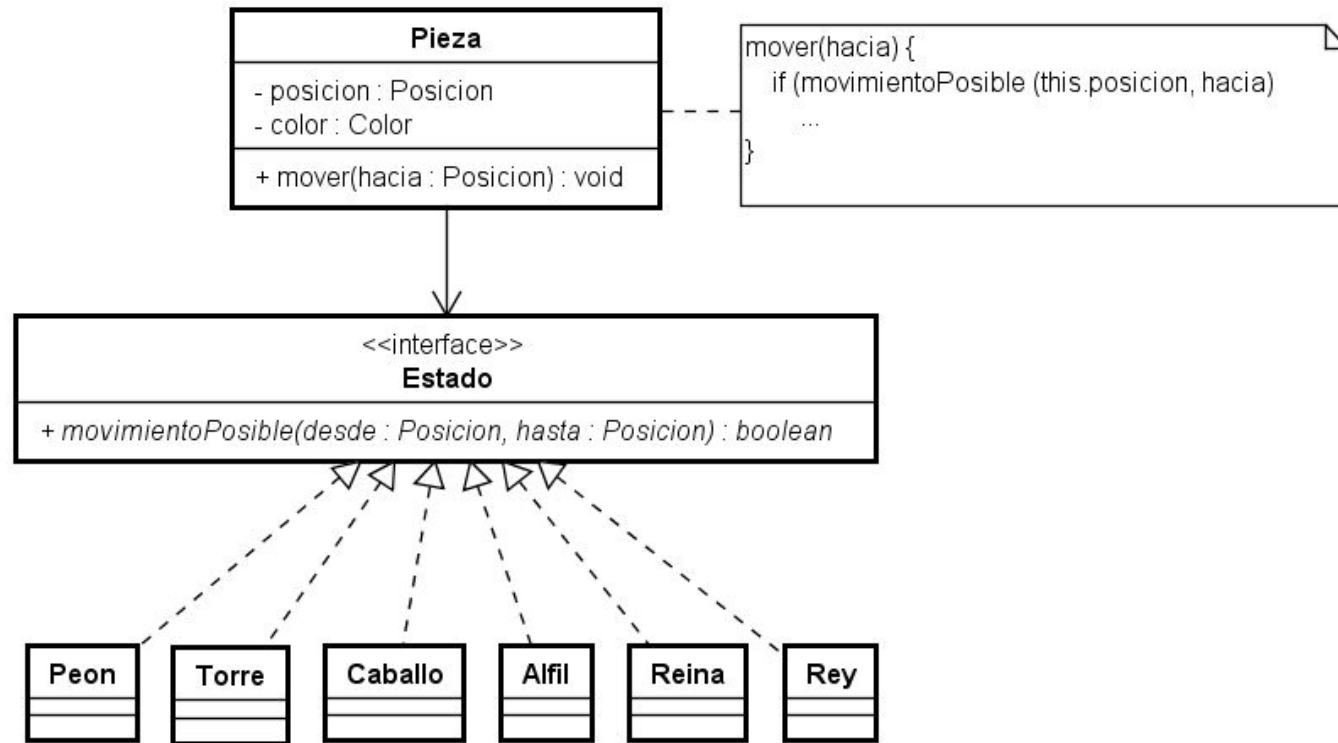 Pieza
- posicion : Posicion
- color : Color
+ mover(hacia : Posicion) : void
mover(hacia) {
if (movimientoPosible (this.posicion, hacia)
...
}
<<interface>>
Estado
+ movimientoPosible(desde : Posicion, hasta : Posicion) : boolean
Peon
Torre
Caballo
Alfil
Reina
Rey